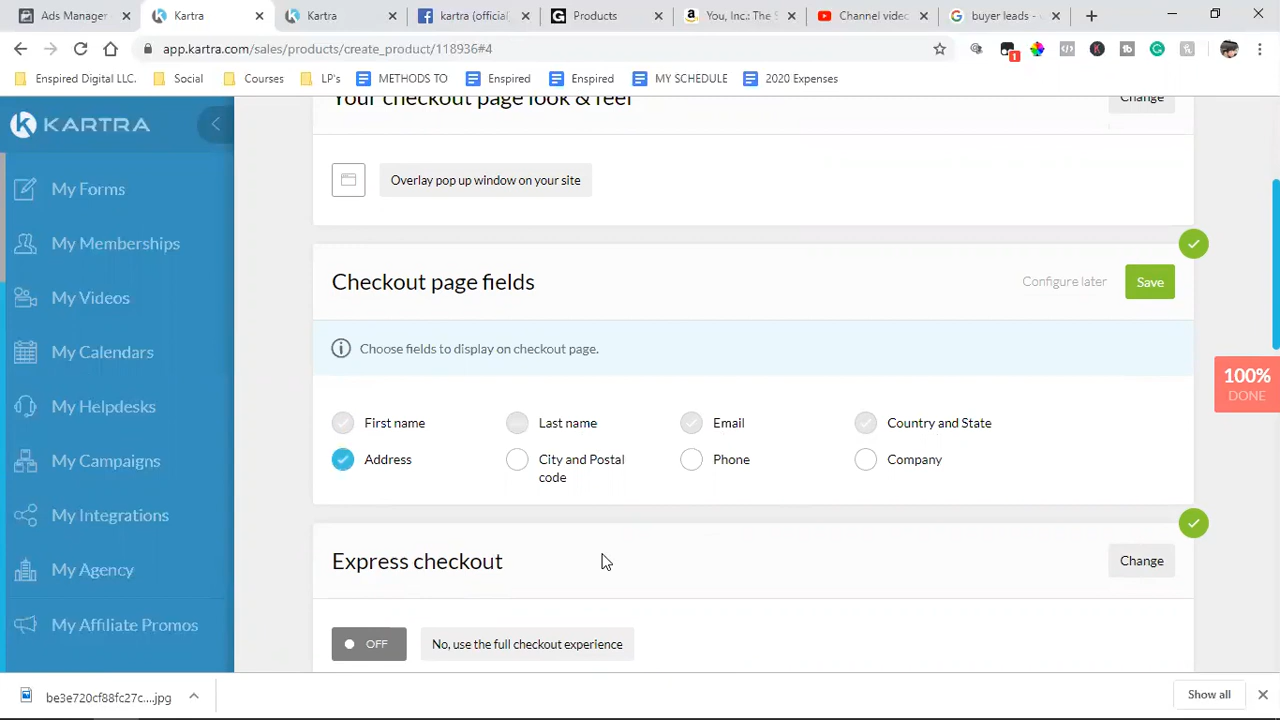 Ads Manager
Kartra
Kartra
kartra (official
Products
You, Inc.: The S
Channel video
buyer leads -
app.kartra.com/sales/products/create_product/118936#4
1
Enspired Digital LLC.
Social
Courses
LP's
METHODS TO
Enspired
Enspired
MY SCHEDULE
2020 Expenses
KARTRA
My Forms
My Memberships
My Videos
My Calendars
My Helpdesks
My Campaigns
My Integrations
My Agency
My Affiliate Promos
Your checkout page look & feel
Change
Overlay pop up window on your site
Checkout page fields
Configure later
Save
Choose fields to display on checkout page.
First name
Last name
Email
Country and State
Address
City and Postal
code
Phone
Company
100%
DONE
Express checkout
Change
OFF
No, use the full checkout experience
be3e720cf88fc27c....jpg
Show all